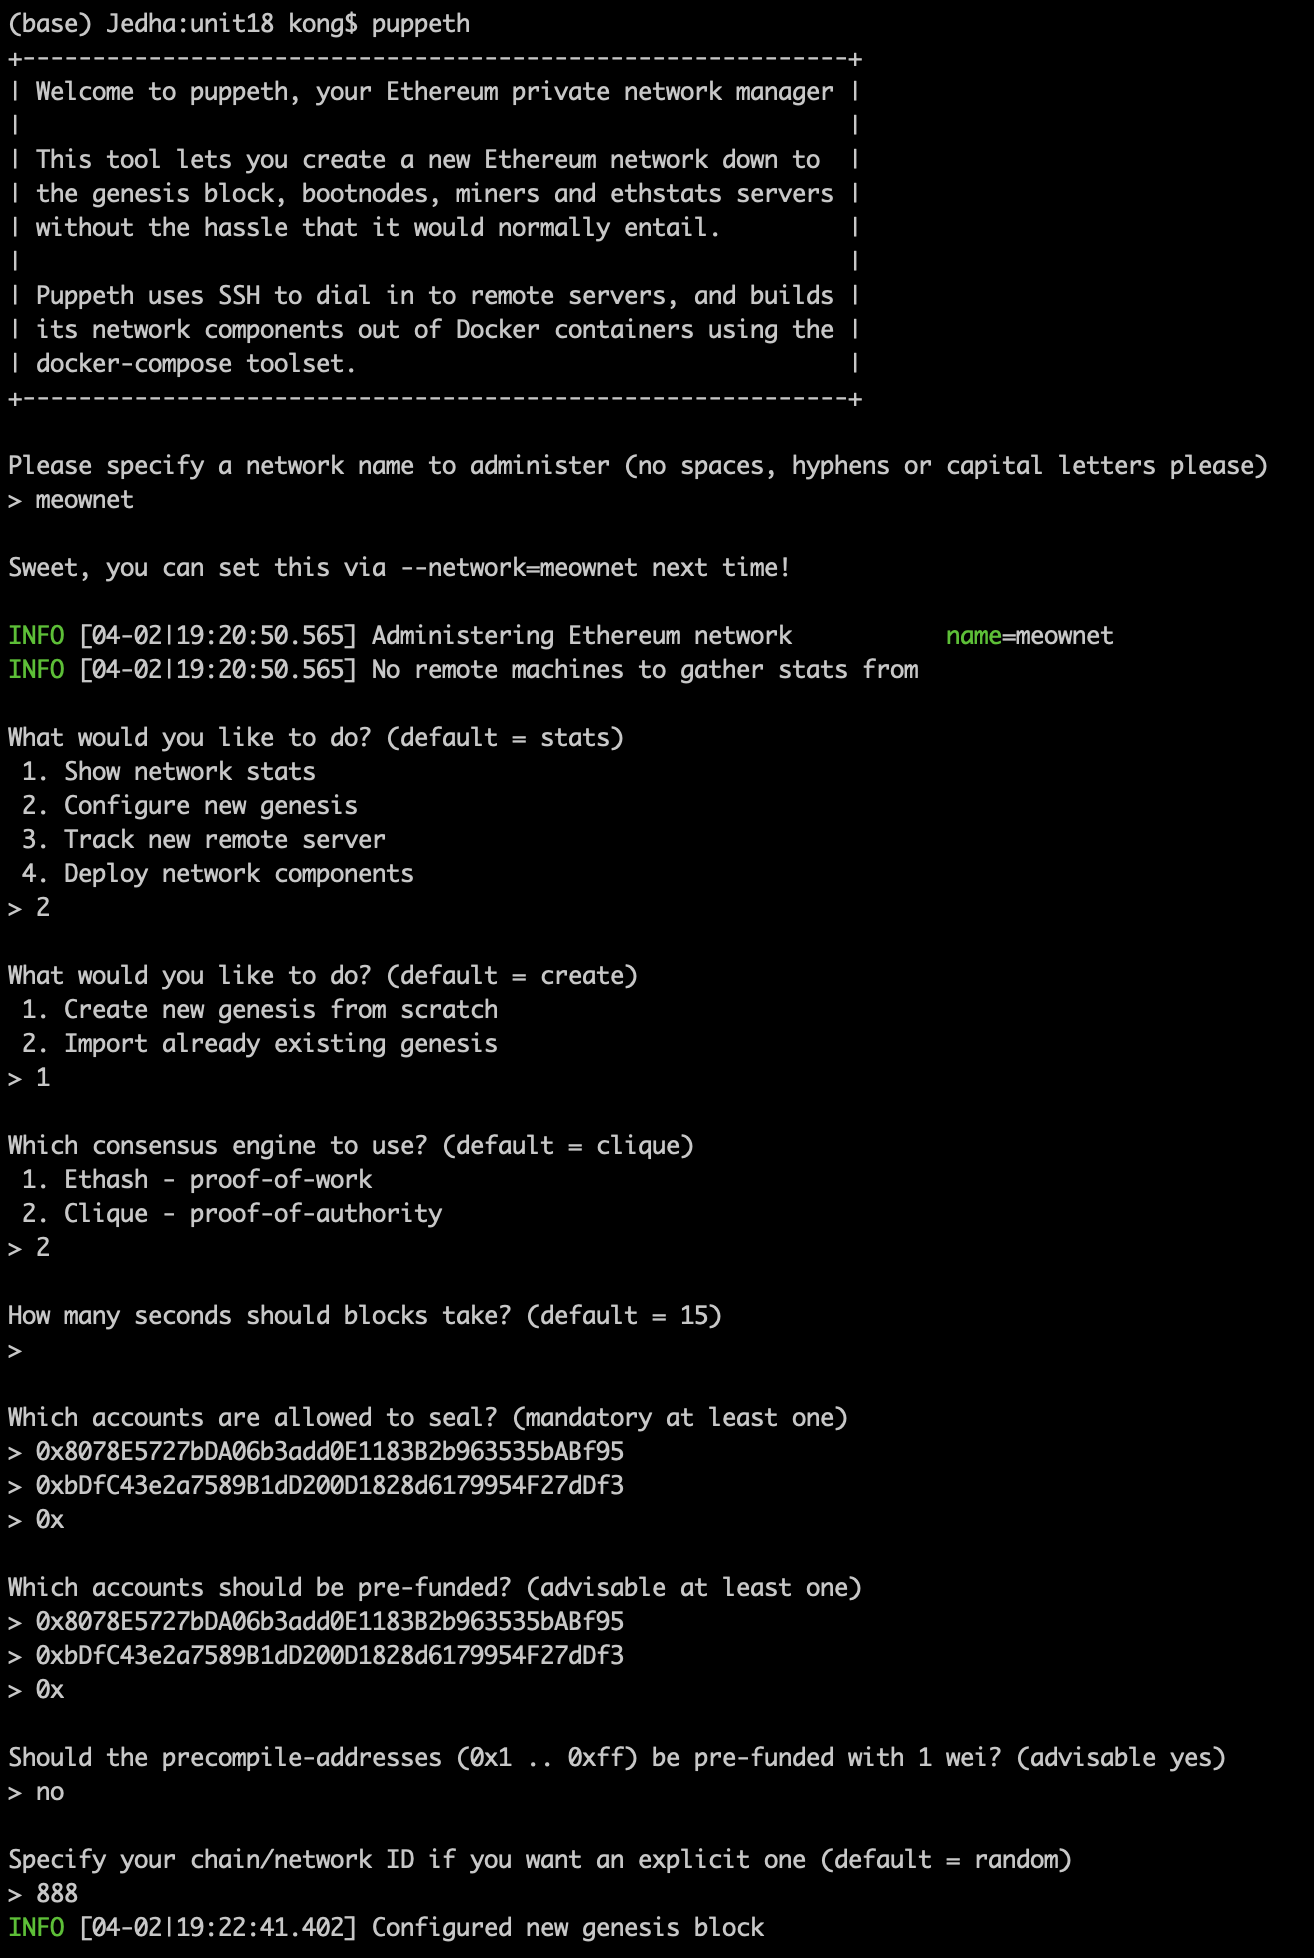 (base) Jedha:unit18 kong$ puppeth
+-----------------------------------------------------------+
| Welcome to puppeth, your Ethereum private network manager |
|                                                           |
| This tool lets you create a new Ethereum network down to  |
| the genesis block, bootnodes, miners and ethstats servers |
| without the hassle that it would normally entail.         |
|                                                           |
| Puppeth uses SSH to dial in to remote servers, and builds |
| its network components out of Docker containers using the |
| docker-compose toolset.                                   |
+-----------------------------------------------------------+
Please specify a network name to administer (no spaces, hyphens or capital letters please)
> meownet
Sweet, you can set this via --network=meownet next time!
INFO [04-02|19:20:50.565] Administering Ethereum network           name=meownet
INFO [04-02|19:20:50.565] No remote machines to gather stats from
What would you like to do? (default = stats)
 1. Show network stats
 2. Configure new genesis
 3. Track new remote server
 4. Deploy network components
> 2
What would you like to do? (default = create)
 1. Create new genesis from scratch
 2. Import already existing genesis
> 1
Which consensus engine to use? (default = clique)
 1. Ethash - proof-of-work
 2. Clique - proof-of-authority
> 2
How many seconds should blocks take? (default = 15)
>
Which accounts are allowed to seal? (mandatory at least one)
> 0x8078E5727bDA06b3add0E1183B2b963535bABf95
> 0xbDfC43e2a7589B1dD200D1828d6179954F27dDf3
> 0x
Which accounts should be pre-funded? (advisable at least one)
> 0x8078E5727bDA06b3add0E1183B2b963535bABf95
> 0xbDfC43e2a7589B1dD200D1828d6179954F27dDf3
> 0x
Should the precompile-addresses (0x1 .. 0xff) be pre-funded with 1 wei? (advisable yes)
> no
Specify your chain/network ID if you want an explicit one (default = random)
> 888
INFO [04-02|19:22:41.402] Configured new genesis block